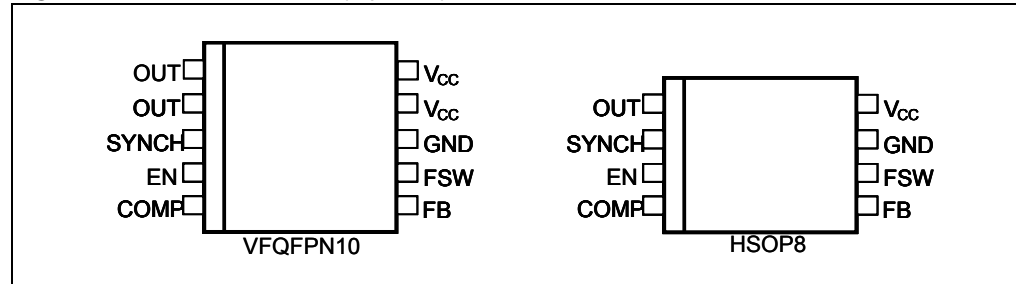 OUT
OUT
SYNCH
EN
COMP
VCC
VCC
GND
FSW
FB
VFQFPN10
OUT
SYNCH
EN
COMP
VCC
GND
FSW
FB
HSOP8